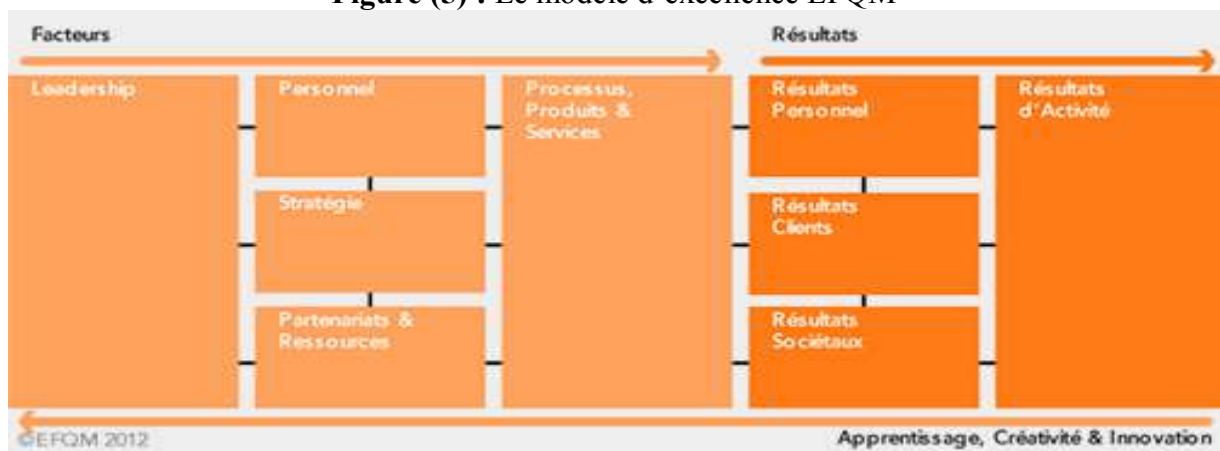 Figure (3) : Le modèle d'excellence EFQM
Facteurs
Résultats
Leadership
Personnel
Processus,
Produits &
Services
Résultats
Personnel
Résultats
d'Activité
Stratégie
Résultats
Clients
Partenariats &
Ressources
Résultats
Sociétaux
©EFQM 2012
Apprentissage, Créativité & Innovation